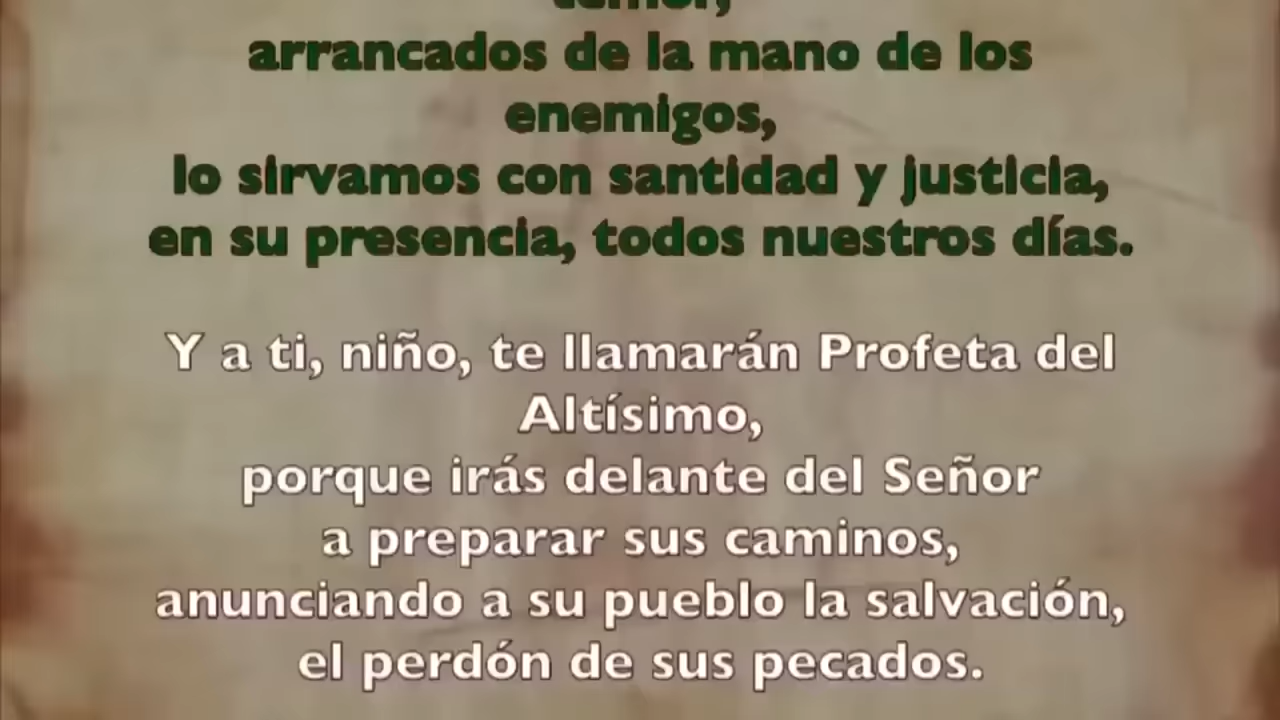 arrancados de la mano de los
enemigos,
lo sirvamos con santidad y justicia,
en su presencia, todos nuestros días.
Y a ti, niño, te llamarán Profeta del
Altísimo,
porque irás delante del Señor
a preparar sus caminos,
anunciando a su pueblo la salvación,
el perdón de sus pecados.